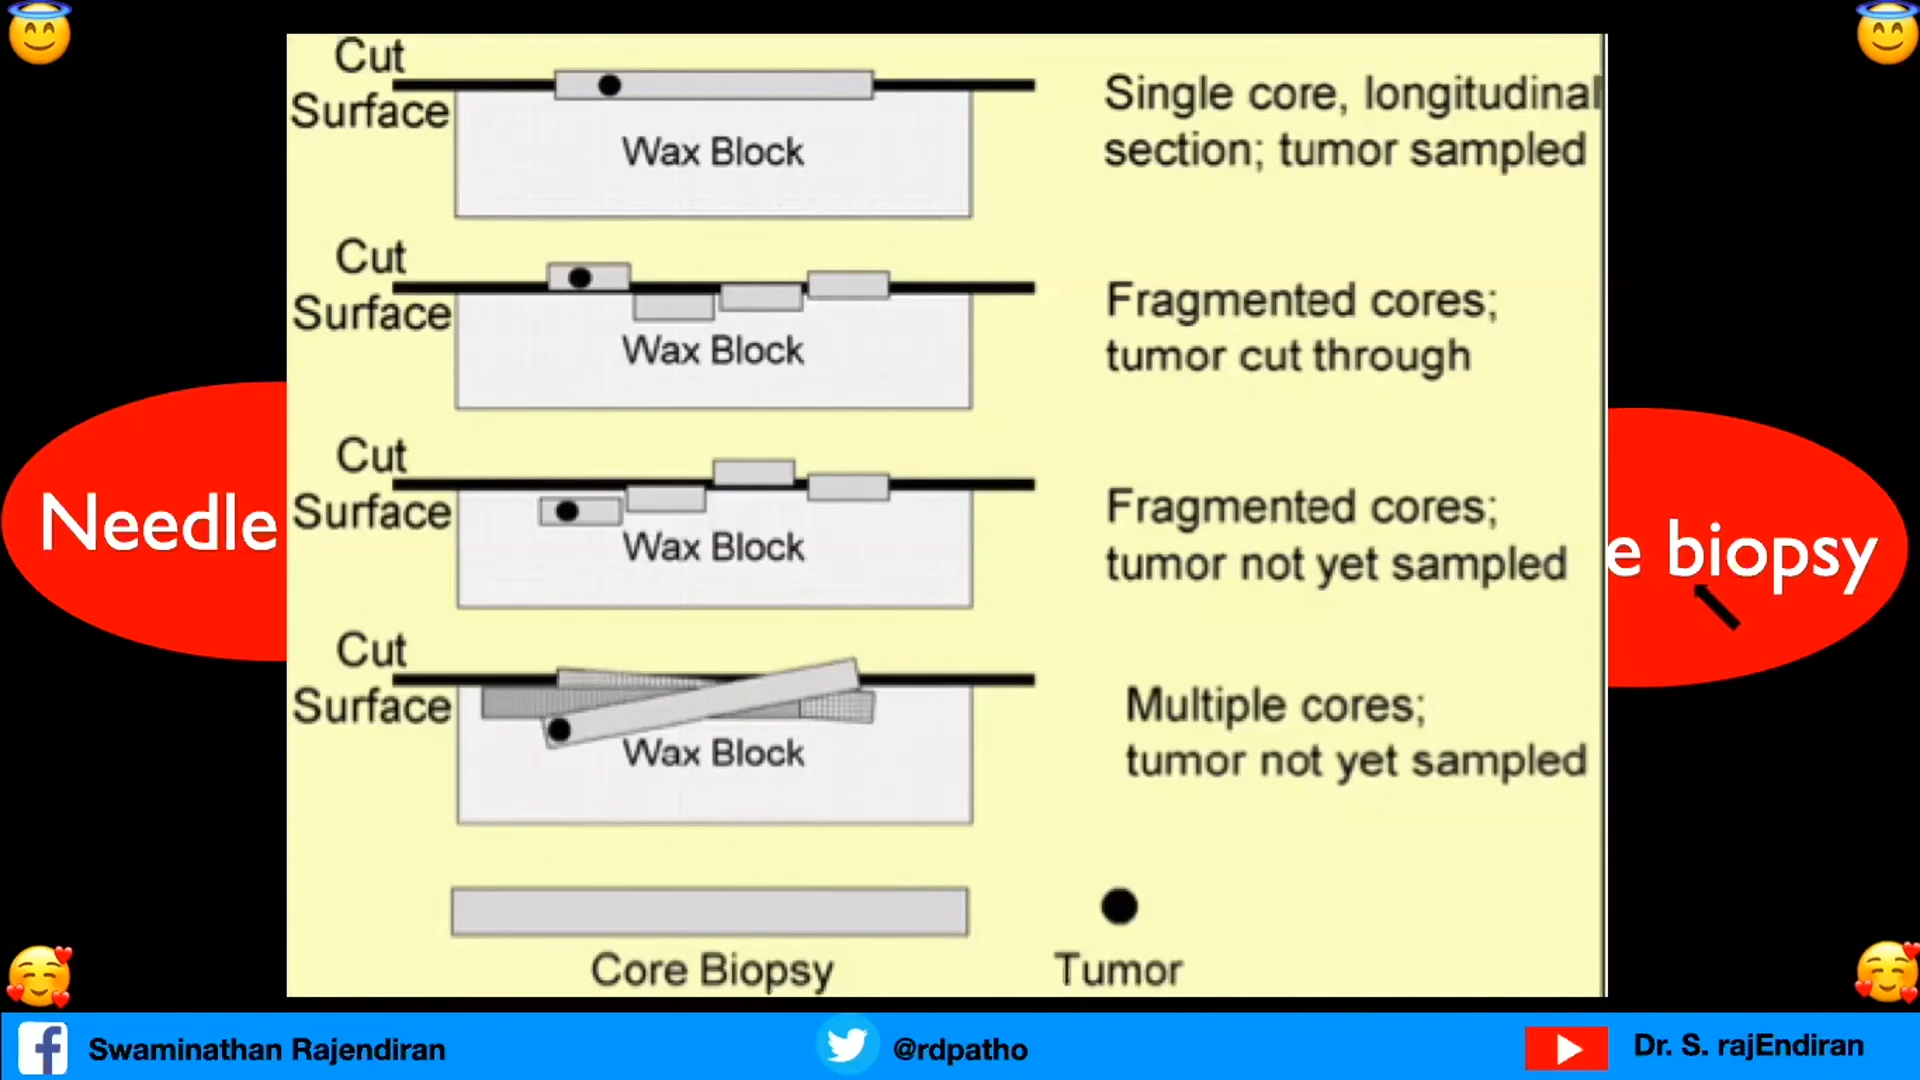 Cut
Surface
Wax Block
Single core, longitudinal
section; tumor sampled
Cut
Surface
Wax Block
Fragmented cores;
tumor cut through
Cut
Surface
Wax Block
Fragmented cores;
tumor not yet sampled
Needle
e biopsy
Cut
Surface
Wax Block
Multiple cores;
tumor not yet sampled
Core Biopsy
Tumor
Swaminathan Rajendiran
@rdpatho
Dr. S. rajEndiran